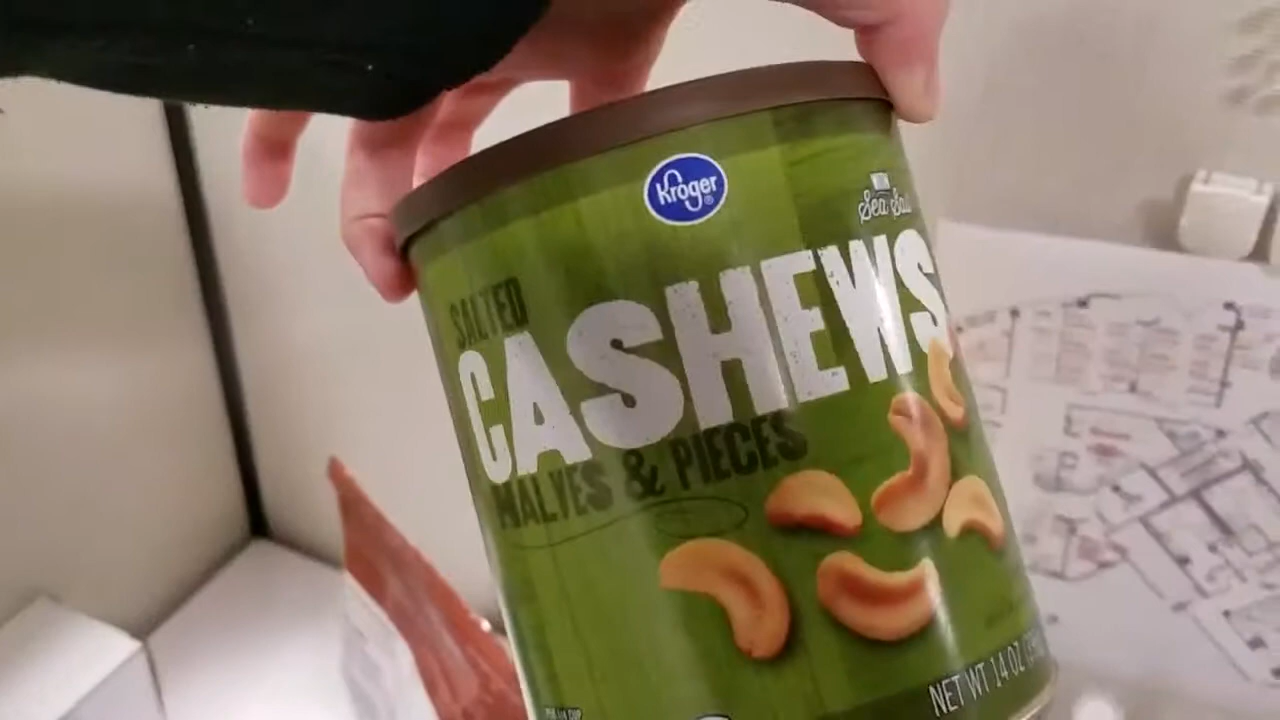 Kroger®
Sea Salt
SALTED
CASHEWS
HALVES & PIECES
NET WT 14 OZ